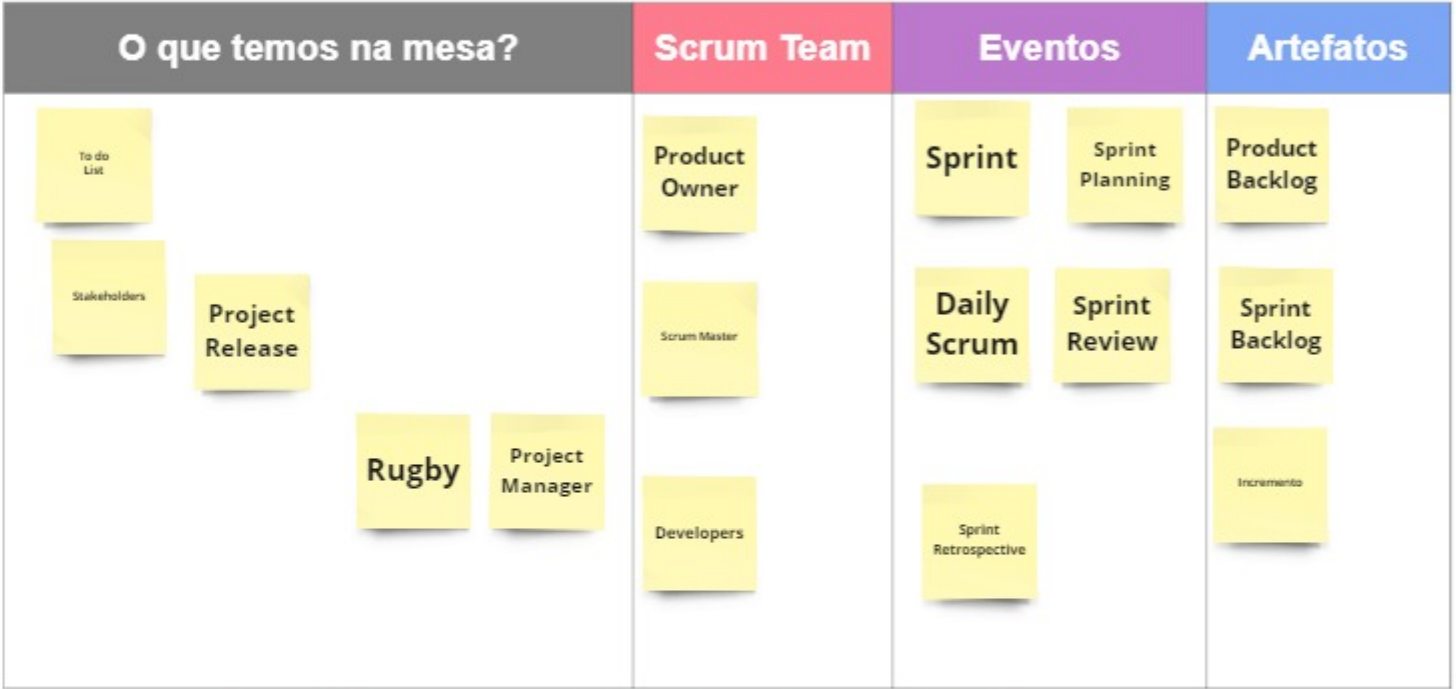 O que temos na mesa?
Scrum Team
Eventos
Artefatos
To do
List
Stakeholders
Project
Release
Rugby
Project
Manager
Product
Owner
Scrum Master
Developers
Sprint
Sprint
Planning
Daily
Scrum
Sprint
Review
Sprint
Retrospective
Product
Backlog
Sprint
Backlog
Incremento